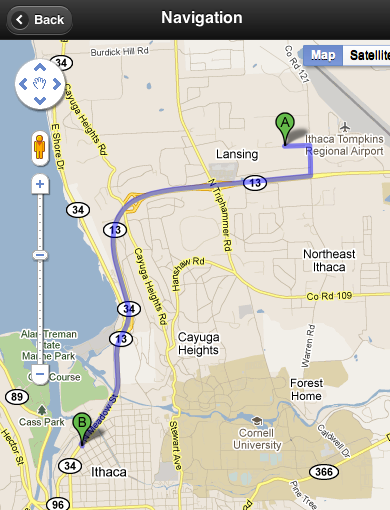 Back
Navigation
Burdick Hill Rd
Co Rd 121
Map
Satellite
34
E Shore Dr
Cayuga Heights Rd
A
Ithaca Tompkins
Regional Airport
Lansing
13
N Triphammer Rd
34
13
Northeast
Ithaca
Hanshaw Rd
Cayuga Heights Rd
Co Rd 109
34
13
Alan Treman
State
Marine Park
Cayuga
Heights
Warren Rd
Course
Forest
Home
89
Cass Park
B
Meadow St
Stewart Ave
Cornell
University
Caldwell Dr
Hector St
34
Ithaca
366
96
Pine Tree